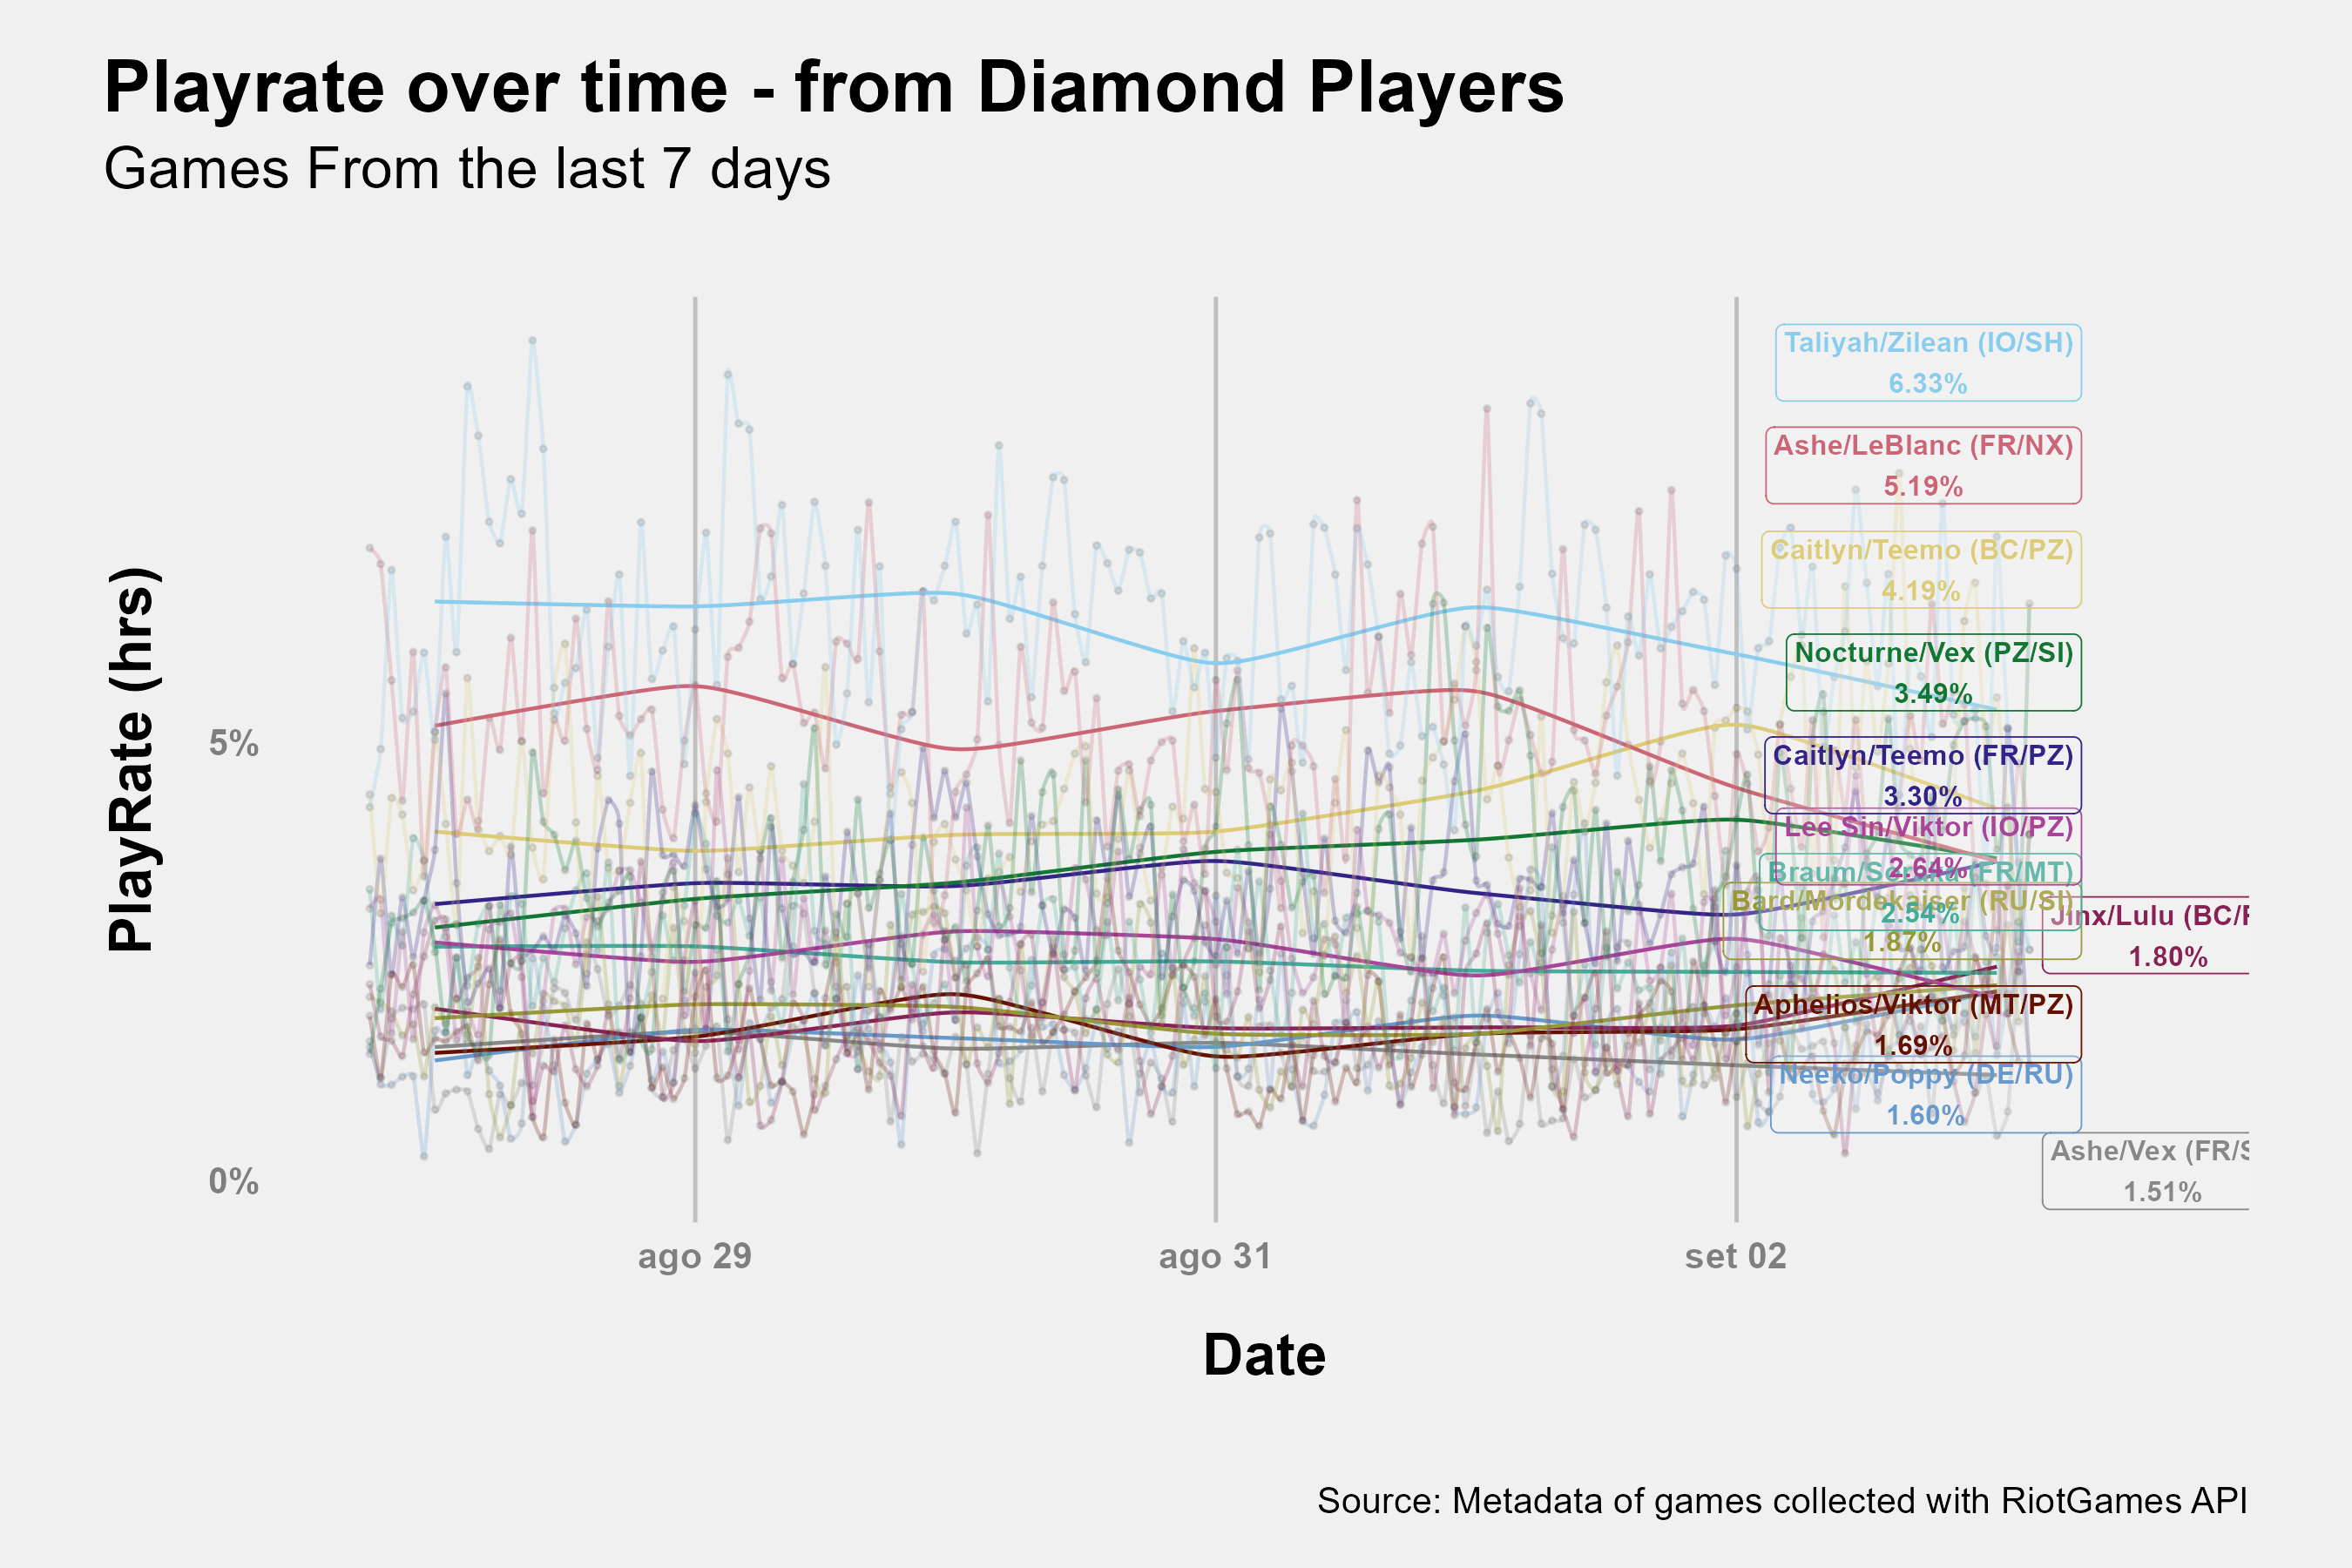 Playrate over time - from Diamond Players
Games From the last 7 days
PlayRate (hrs)
5%
0%
Taliyah/Zilean (IO/SH)
6.33%
Ashe/LeBlanc (FR/NX)
5.19%
Caitlyn/Teemo (BC/PZ)
4.19%
Nocturne/Vex (PZ/SI)
3.49%
Caitlyn/Teemo (FR/PZ)
3.30%
Lee Sin/Viktor (IO/PZ)
2.64%
Braum/Senna (FR/MT)
2.54%
Bard/Mordekaiser (RU/SI)
1.87%
Jinx/Lulu (BC/
1.80%
Aphelios/Viktor (MT/PZ)
1.69%
Neeko/Poppy (DE/RU)
1.60%
Ashe/Vex (FR/S
1.51%
ago 29
ago 31
set 02
Date
Source: Metadata of games collected with RiotGames API